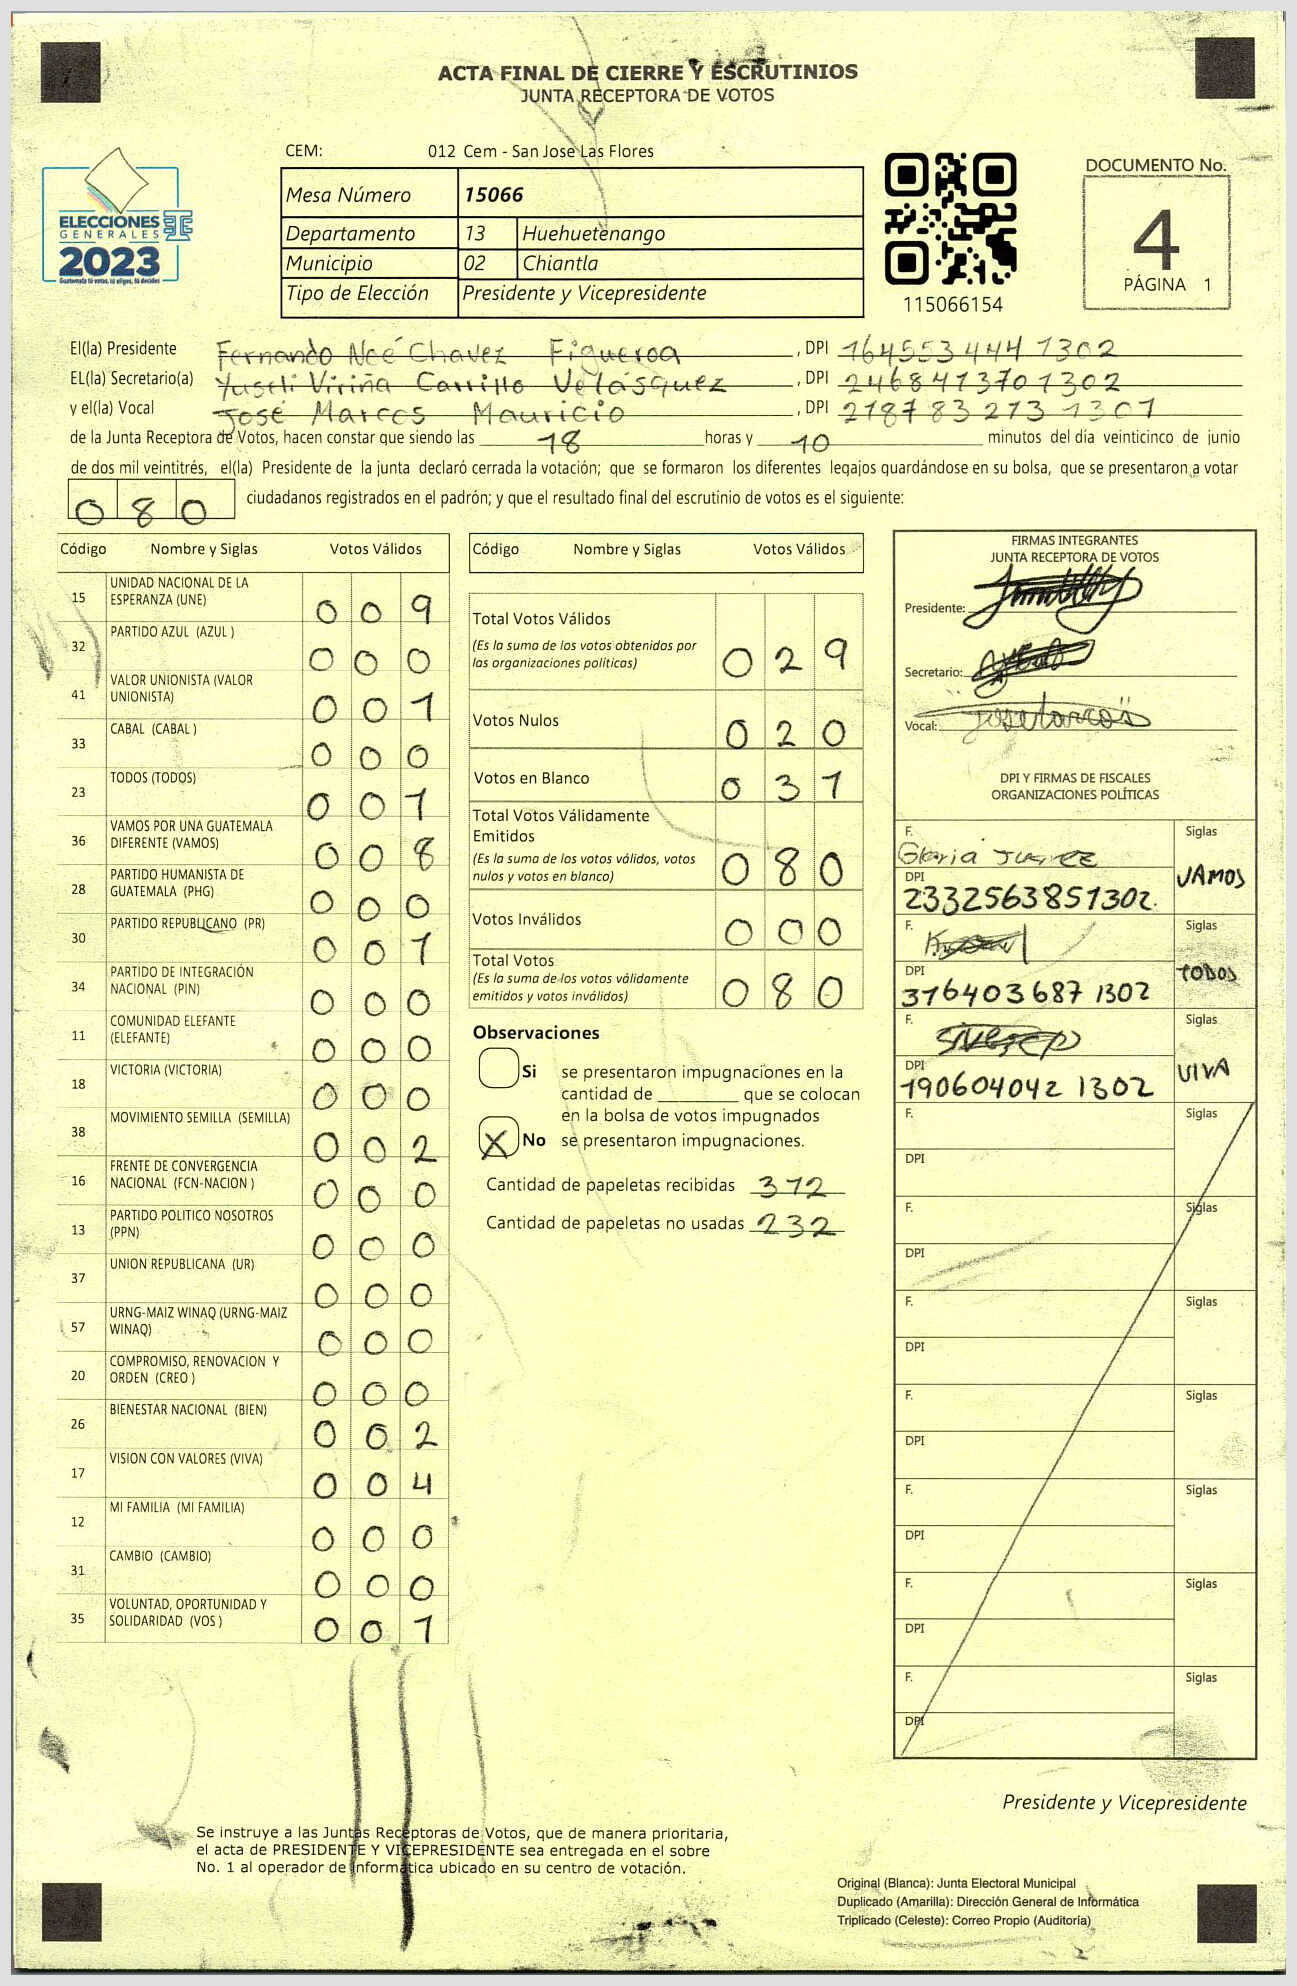 ACTA FINAL DE CIERRE Y ESCRUTINIOS
JUNTA RECEPTORA DE VOTOS
CEM: 012 Cem - San Jose Las Flores
ELECCIONES
GENERALES
2023
Guatemala tú votas, tú eliges, tú decides
Mesa Número 15066
Departamento 13 Huehuetenango
Municipio 02 Chiantla
Tipo de Elección Presidente y Vicepresidente
115066154
DOCUMENTO No.
4
PÁGINA 1
El(la) Presidente Fernando Noé Chavez Figueroa, DPI 164553444 1302
EL(la) Secretario(a) Yuseli Viriña Carrillo Velásquez, DPI 2468413701302
y el(la) Vocal José Marcos Mauricio, DPI 218783213 1301
de la Junta Receptora de Votos, hacen constar que siendo las 18 horas y 10 minutos del día veinticinco de junio
de dos mil veintitrés, el(la) Presidente de la junta declaró cerrada la votación; que se formaron los diferentes legajos guardándose en su bolsa, que se presentaron a votar
080 ciudadanos registrados en el padrón; y que el resultado final del escrutinio de votos es el siguiente:
Código Nombre y Siglas Votos Válidos
15 UNIDAD NACIONAL DE LA ESPERANZA (UNE) 009
32 PARTIDO AZUL (AZUL ) 000
41 VALOR UNIONISTA (VALOR UNIONISTA) 001
33 CABAL (CABAL ) 000
23 TODOS (TODOS) 001
36 VAMOS POR UNA GUATEMALA DIFERENTE (VAMOS) 008
28 PARTIDO HUMANISTA DE GUATEMALA (PHG) 000
30 PARTIDO REPUBLICANO (PR) 001
34 PARTIDO DE INTEGRACIÓN NACIONAL (PIN) 000
11 COMUNIDAD ELEFANTE (ELEFANTE) 000
18 VICTORIA (VICTORIA) 000
38 MOVIMIENTO SEMILLA (SEMILLA) 002
16 FRENTE DE CONVERGENCIA NACIONAL (FCN-NACION ) 000
13 PARTIDO POLITICO NOSOTROS (PPN) 000
37 UNION REPUBLICANA (UR) 000
57 URNG-MAIZ WINAQ (URNG-MAIZ WINAQ) 000
20 COMPROMISO, RENOVACION Y ORDEN (CREO ) 000
26 BIENESTAR NACIONAL (BIEN) 002
17 VISION CON VALORES (VIVA) 004
12 MI FAMILIA (MI FAMILIA) 000
31 CAMBIO (CAMBIO) 000
35 VOLUNTAD, OPORTUNIDAD Y SOLIDARIDAD (VOS ) 001
Código Nombre y Siglas Votos Válidos
Total Votos Válidos 029
(Es la suma de los votos obtenidos por
las organizaciones políticas)
Votos Nulos 020
Votos en Blanco 031
Total Votos Válidamente
Emitidos 080
(Es la suma de los votos válidos, votos
nulos y votos en blanco)
Votos Inválidos 000
Total Votos 080
(Es la suma de los votos válidamente
emitidos y votos inválidos)
Observaciones
Si se presentaron impugnaciones en la
cantidad de ________ que se colocan
en la bolsa de votos impugnados
X No se presentaron impugnaciones.
Cantidad de papeletas recibidas 312
Cantidad de papeletas no usadas 232
FIRMAS INTEGRANTES
JUNTA RECEPTORA DE VOTOS
Presidente:
Secretario:
Vocal:
DPI Y FIRMAS DE FISCALES
ORGANIZACIONES POLÍTICAS
F. Gloria Juarez Siglas
DPI 2332563851302. VAMOS
F. Siglas
DPI 316403687 1302 TODOS
F. Siglas
DPI 190604042 1302 VIVA
F. Siglas
DPI
F. Siglas
DPI
F. Siglas
DPI
F. Siglas
DPI
F. Siglas
DPI
F. Siglas
DPI
F. Siglas
DPI
Presidente y Vicepresidente
Se instruye a las Juntas Receptoras de Votos, que de manera prioritaria,
el acta de PRESIDENTE Y VICEPRESIDENTE sea entregada en el sobre
No. 1 al operador de informática ubicado en su centro de votación.
Original (Blanca): Junta Electoral Municipal
Duplicado (Amarilla): Dirección General de Informática
Triplicado (Celeste): Correo Propio (Auditoría)